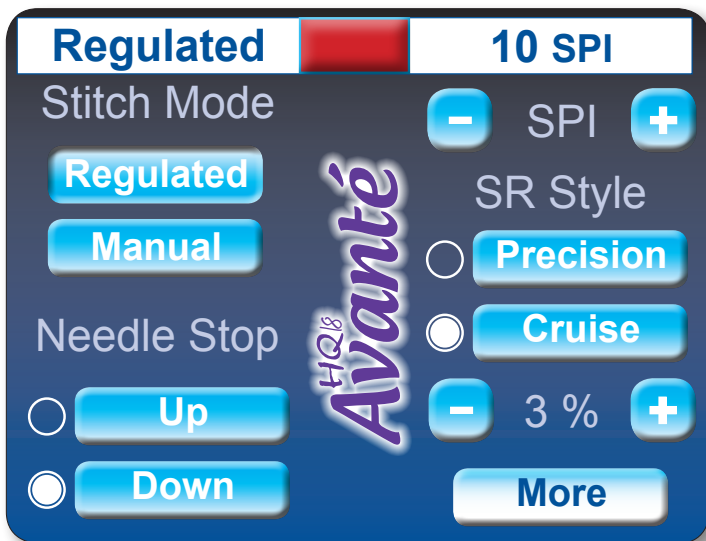 Regulated
10 SPI
Stitch Mode
Regulated
Manual
Needle Stop
Up
Down
HQ18
Avanté
- SPI +
SR Style
Precision
Cruise
- 3 % +
More